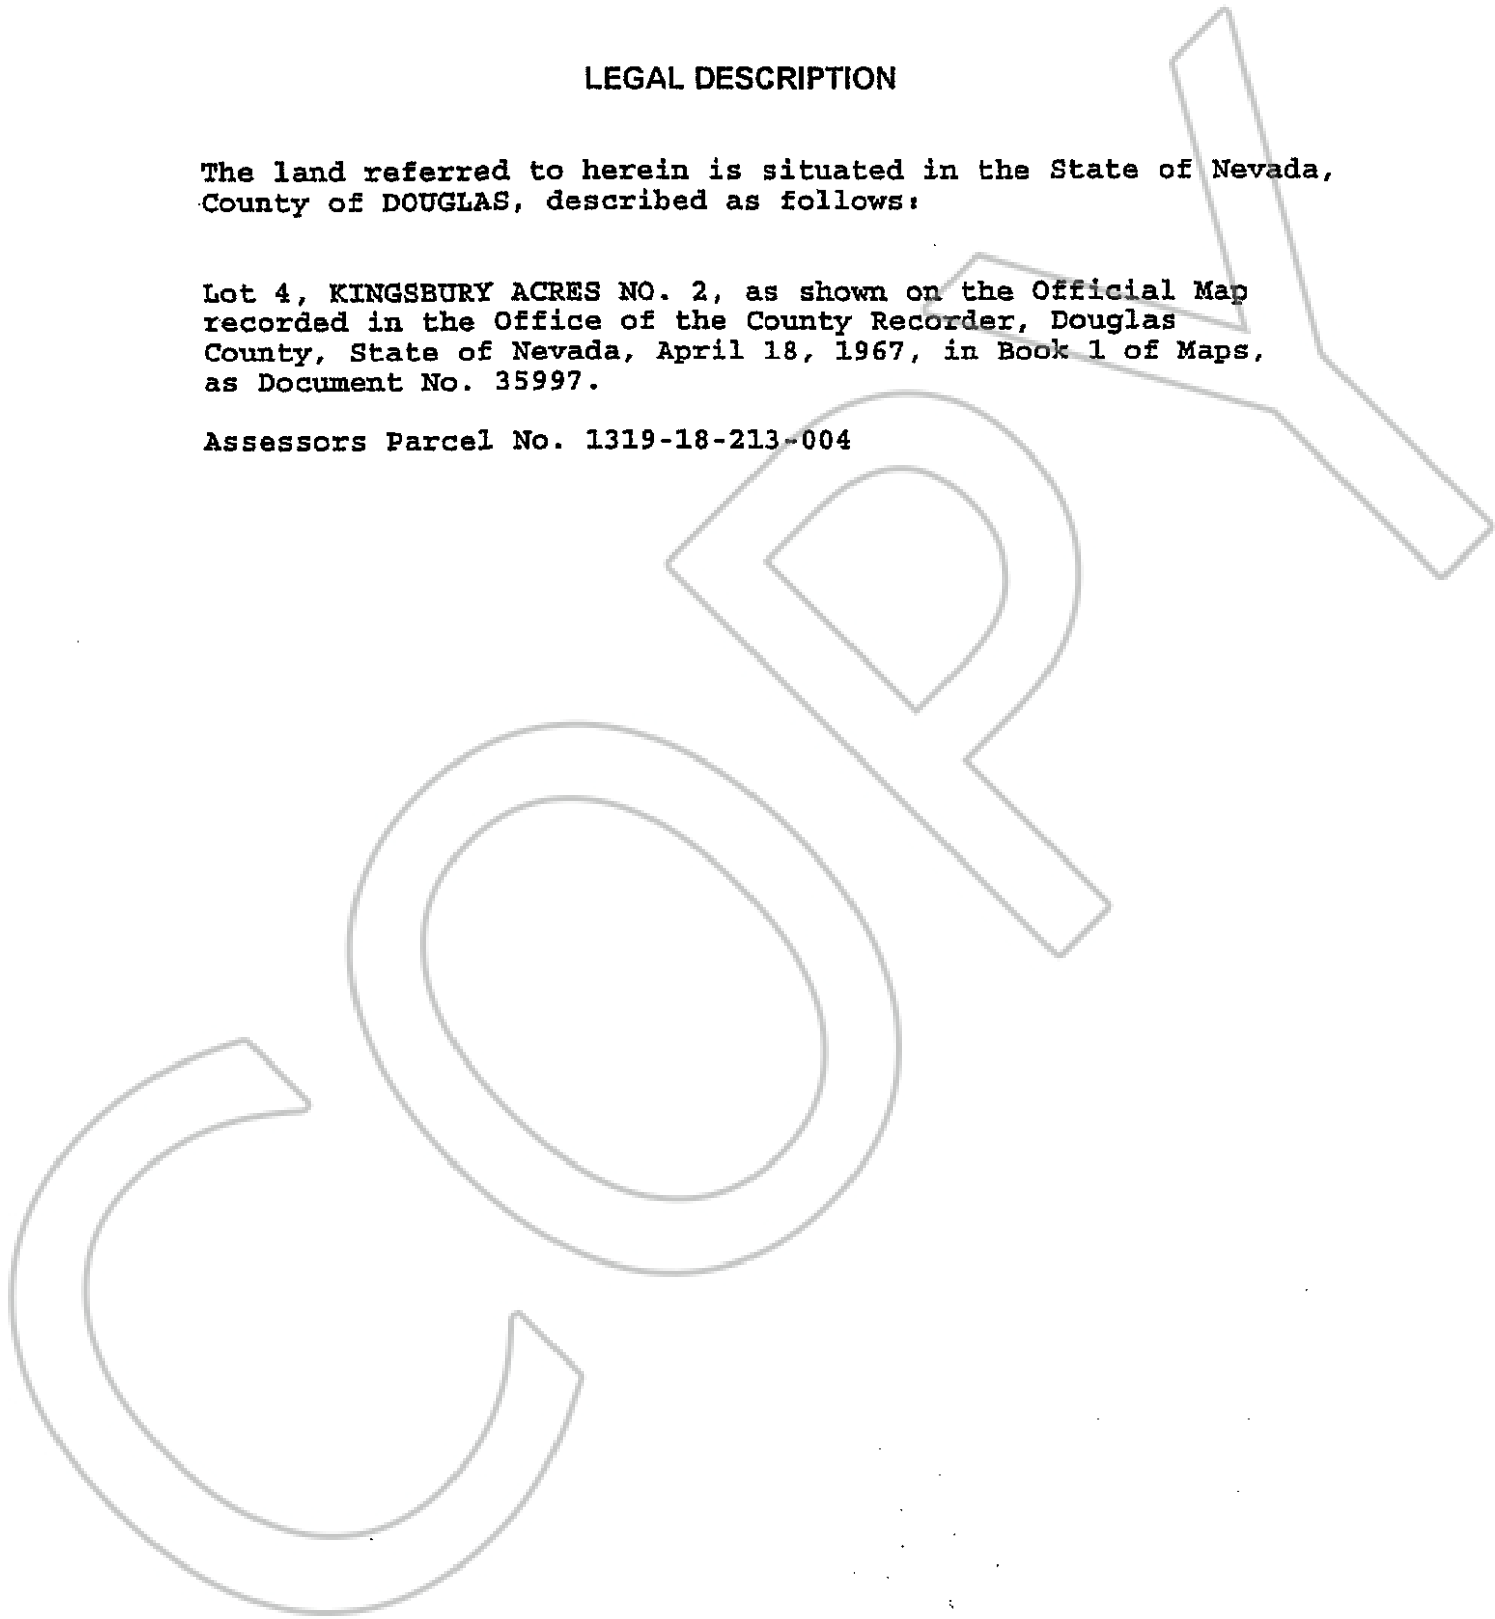 LEGAL DESCRIPTION
The land referred to herein is situated in the State of Nevada,
County of DOUGLAS, described as follows:
Lot 4, KINGSBURY ACRES NO. 2, as shown on the Official Map
recorded in the Office of the County Recorder, Douglas
County, State of Nevada, April 18, 1967, in Book 1 of Maps,
as Document No. 35997.
Assessors Parcel No. 1319-18-213-004
COPY